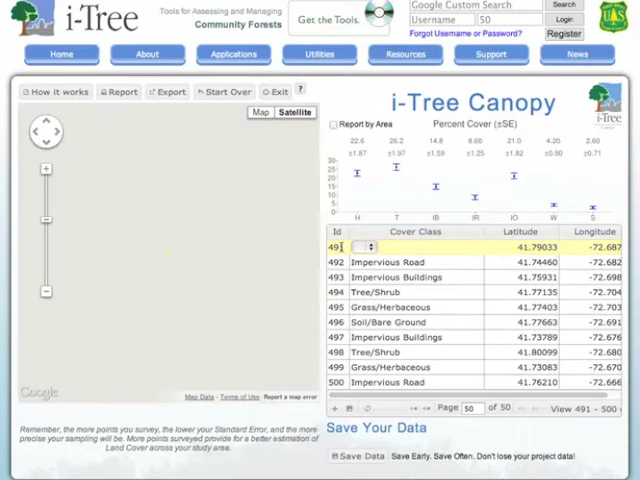 i-Tree
Tools for Assessing and Managing
Community Forests
Get the Tools.
Google Custom Search
Search
Username
50
Login
Forgot Username or Password?
Register
Home
About
Applications
Utilities
Resources
Support
News
How it works
Report
Export
Start Over
Exit
?
Map
Satellite
Google
Map Data - Terms of Use Report a map error
Remember, the more points you survey, the lower your Standard Error, and the more
precise your sampling will be. More points surveyed provide for a better estimation of
Land Cover across your study area.
i-Tree Canopy
i-Tree
Report by Area
Percent Cover (±SE)
22.6 26.2 14.8 8.60 21.0 4.20 2.60
±1.87 ±1.97 ±1.59 ±1.25 ±1.82 ±0.90 ±0.71
30
25
20
15
10
5
0
H T IB IR IO W S
Id Cover Class Latitude Longitude
491 41.79033 -72.687
492 Impervious Road 41.74460 -72.682
493 Impervious Buildings 41.75931 -72.698
494 Tree/Shrub 41.77135 -72.704
495 Grass/Herbaceous 41.77403 -72.703
496 Soil/Bare Ground 41.77663 -72.691
497 Impervious Buildings 41.73789 -72.676
498 Tree/Shrub 41.80099 -72.680
499 Grass/Herbaceous 41.73083 -72.670
500 Impervious Road 41.76210 -72.666
Page 50 of 50
View 491 - 500
Save Your Data
Save Data
Save Early. Save Often. Don't lose your project data!